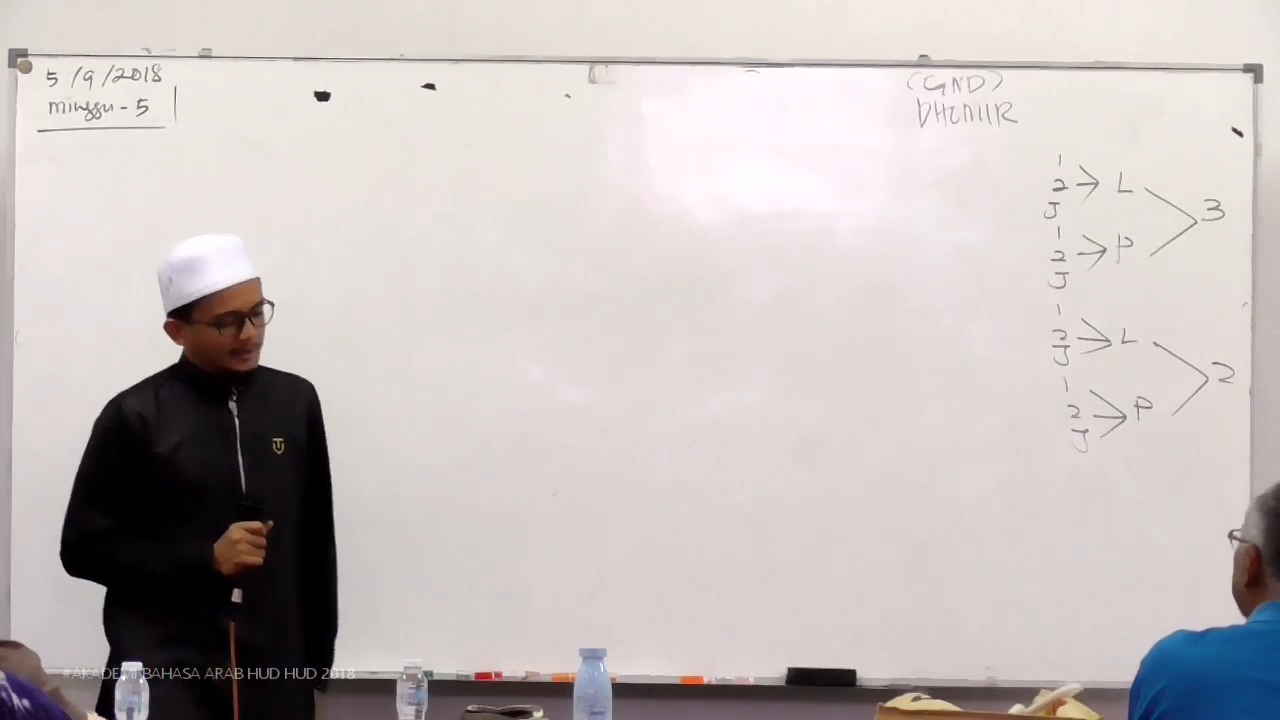 5/9/2018
minggu - 5
(GND)
DHEMIR
1
2 → L
J
3
1
2 → P
J
1
2 → L
J
2
1
2 → P
J
#AKADEMI BAHASA ARAB HUD HUD 2018